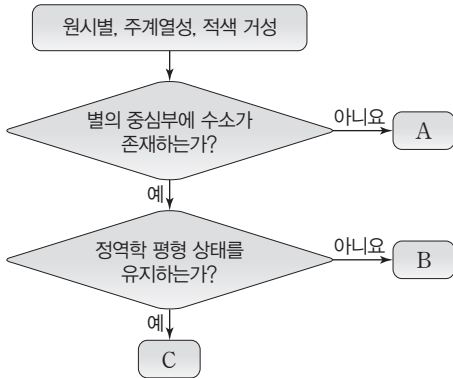 원시별, 주계열성, 적색 거성
별의 중심부에 수소가
존재하는가?
아니요
A
예
정역학 평형 상태를
유지하는가?
아니요
B
예
C